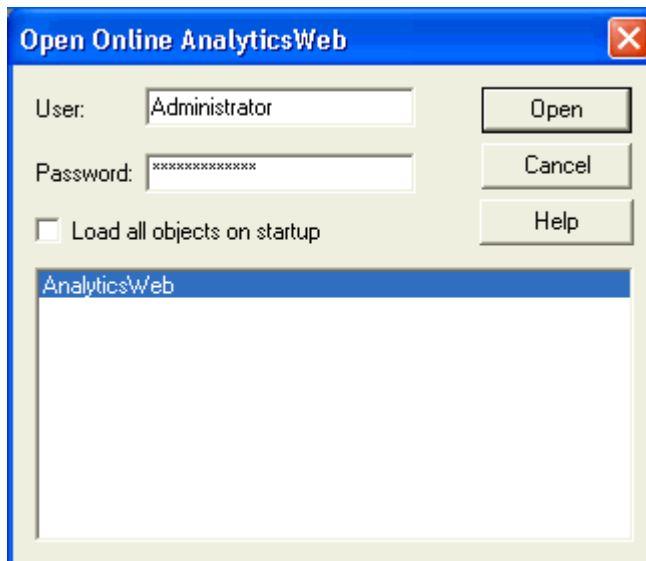 Open Online AnalyticsWeb
User: Administrator
Open
Password: *************
Cancel
Load all objects on startup
Help
AnalyticsWeb